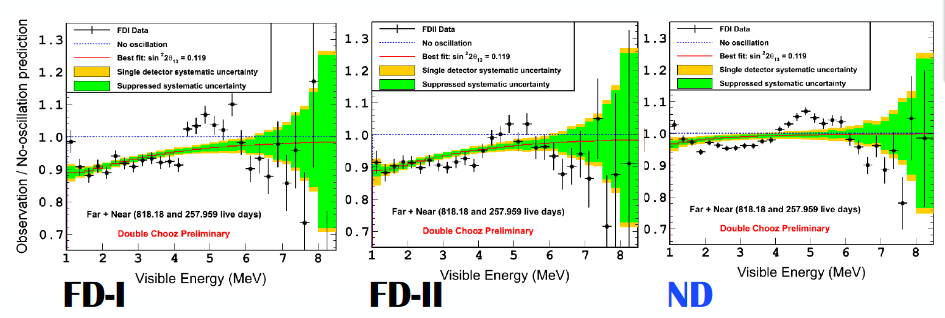 Observation / No-oscillation prediction
1.3
1.2
1.1
1.0
0.9
0.8
0.7
FDI Data
No oscillation
Best fit: sin ²2θ₁₃ = 0.119
Single detector systematic uncertainty
Suppressed systematic uncertainty
Far + Near (818.18 and 257.959 live days)
Double Chooz Preliminary
1 2 3 4 5 6 7 8
Visible Energy (MeV)
FD-I
1.3
1.2
1.1
1.0
0.9
0.8
0.7
FDII Data
No oscillation
Best fit: sin ²2θ₁₃ = 0.119
Single detector systematic uncertainty
Suppressed systematic uncertainty
Far + Near (818.18 and 257.959 live days)
Double Chooz Preliminary
1 2 3 4 5 6 7 8
Visible Energy (MeV)
FD-II
1.3
1.2
1.1
1.0
0.9
0.8
0.7
ND Data
No oscillation
Best fit: sin ²2θ₁₃ = 0.119
Single detector systematic uncertainty
Suppressed systematic uncertainty
Far + Near (818.18 and 257.959 live days)
Double Chooz Preliminary
1 2 3 4 5 6 7 8
Visible Energy (MeV)
ND